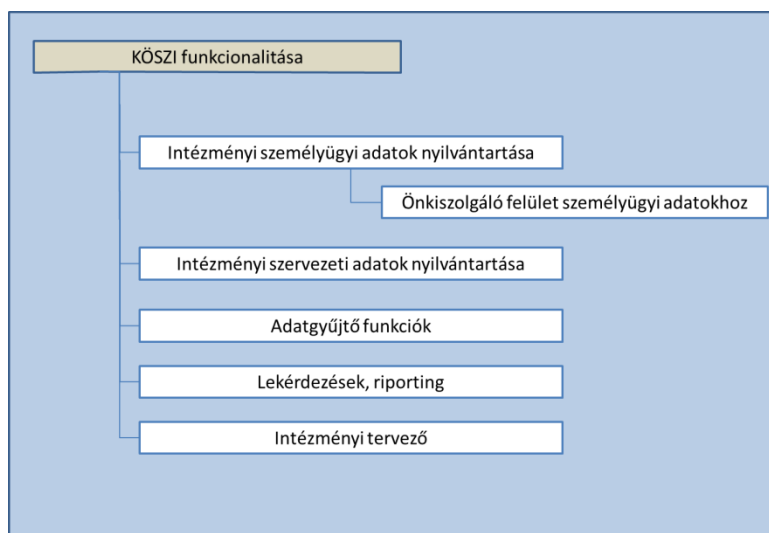 KÖSZI funkcionalitása
Intézményi személyügyi adatok nyilvántartása
Önkiszolgáló felület személyügyi adatokhoz
Intézményi szervezeti adatok nyilvántartása
Adatgyűjtő funkciók
Lekérdezések, riporting
Intézményi tervező